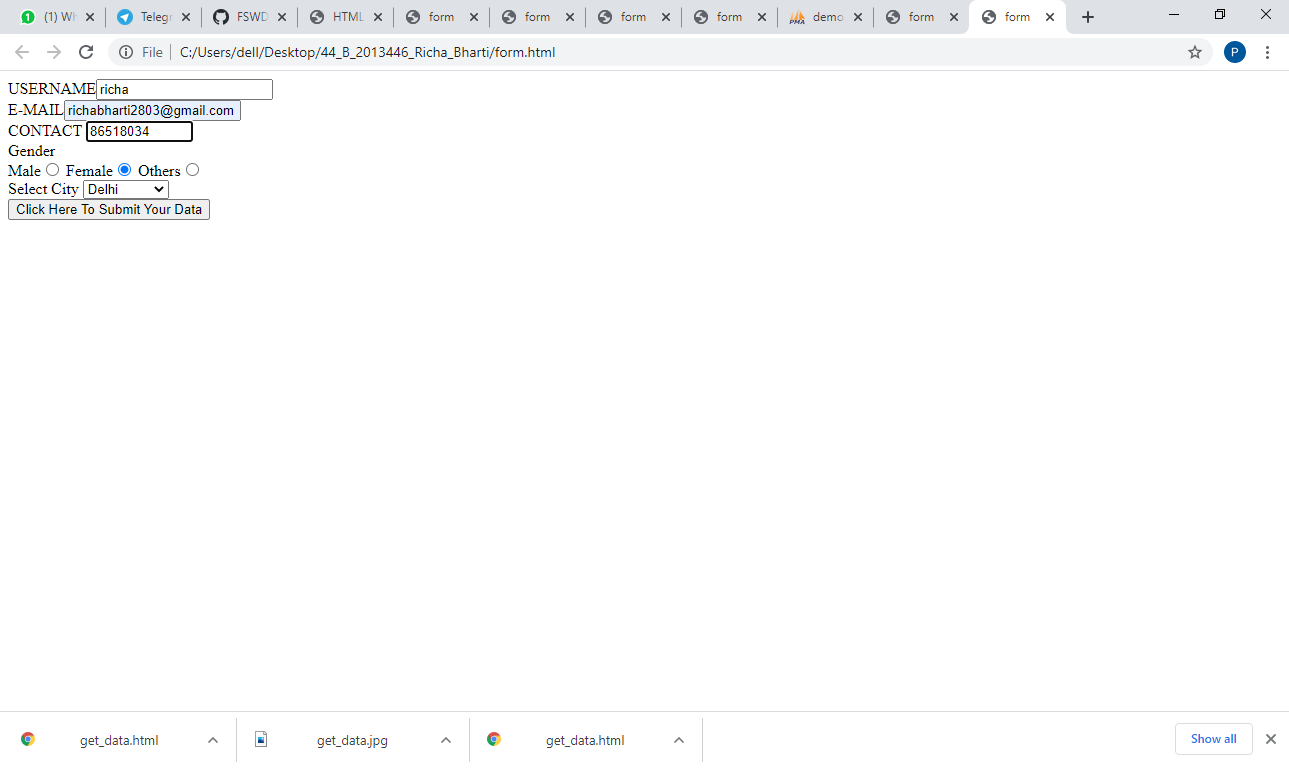 (1) Wh
Telegr
FSWD
HTML
form
form
form
form
PMA demo
form
form
File C:/Users/dell/Desktop/44_B_2013446_Richa_Bharti/form.html
P
USERNAME richa
E-MAIL richabharti2803@gmail.com
CONTACT 86518034
Gender
Male Female Others
Select City Delhi
Click Here To Submit Your Data
get_data.html
get_data.jpg
get_data.html
Show all